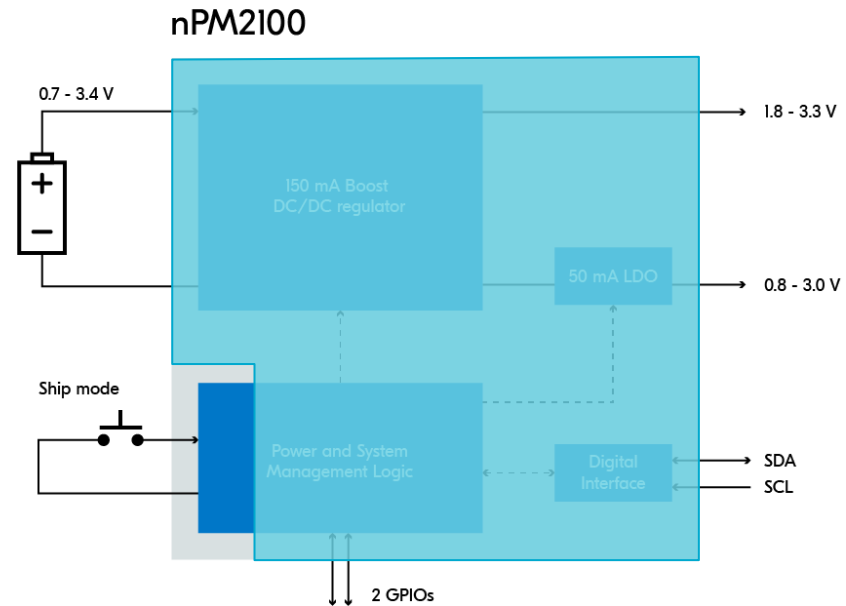 nPM2100
0.7 - 3.4 V
1.8 - 3.3 V
150 mA Boost
DC/DC regulator
50 mA LDO
0.8 - 3.0 V
Ship mode
Power and System
Management Logic
Digital
Interface
SDA
SCL
2 GPIOs